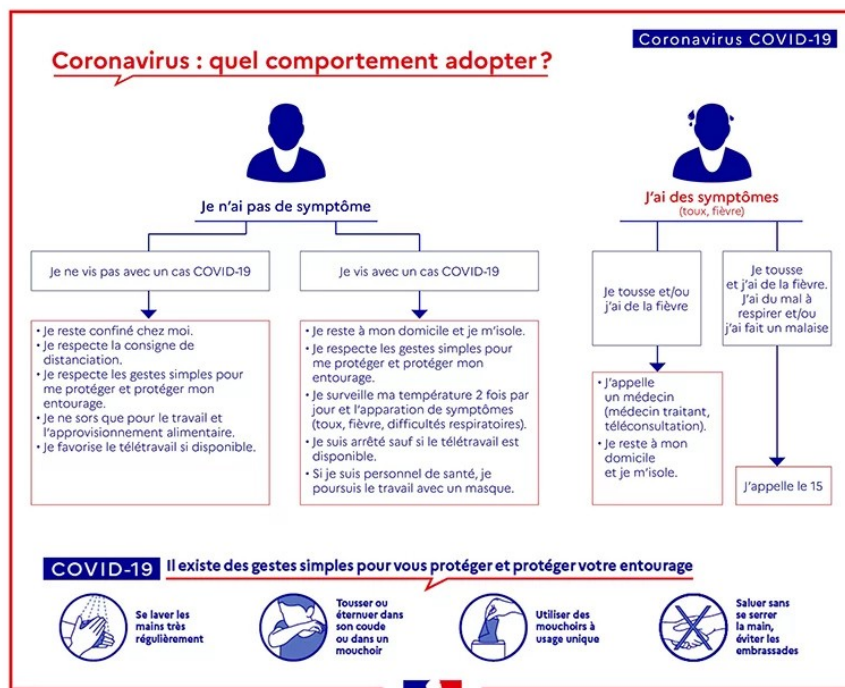 Coronavirus COVID-19
Coronavirus : quel comportement adopter ?
Je n'ai pas de symptôme
Je ne vis pas avec un cas COVID-19
• Je reste confiné chez moi.
• Je respecte la consigne de
distanciation.
• Je respecte les gestes simples pour
me protéger et protéger mon
entourage.
• Je ne sors que pour le travail et
l'approvisionnement alimentaire.
• Je favorise le télétravail si disponible.
Je vis avec un cas COVID-19
• Je reste à mon domicile et je m'isole.
• Je respecte les gestes simples pour
me protéger et protéger mon
entourage.
• Je surveille ma température 2 fois par
jour et l'apparation de symptômes
(toux, fièvre, difficultés respiratoires).
• Je suis arrêté sauf si le télétravail est
disponible.
• Si je suis personnel de santé, je
poursuis le travail avec un masque.
J'ai des symptômes
(toux, fièvre)
Je tousse et/ou
j'ai de la fièvre
• J'appelle
un médecin
(médecin traitant,
téléconsultation).
• Je reste à mon
domicile
et je m'isole.
Je tousse
et j'ai de la fièvre.
J'ai du mal à
respirer et/ou
j'ai fait un malaise
J'appelle le 15
COVID-19 Il existe des gestes simples pour vous protéger et protéger votre entourage
Se laver les
mains très
régulièrement
Tousser ou
éternuer dans
son coude
ou dans un
mouchoir
Utiliser des
mouchoirs à
usage unique
Saluer sans
se serrer
la main,
éviter les
embrassades